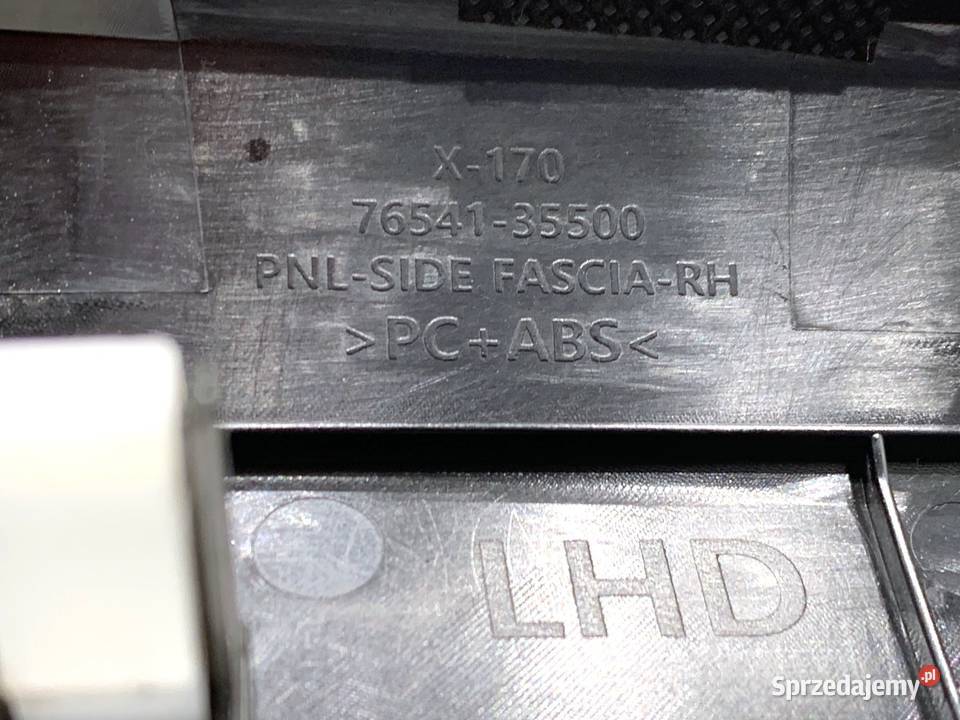 X-170
76541-35500
PNL-SIDE FASCIA-RH
>PC+ABS<
LHD
Sprzedajemy.pl